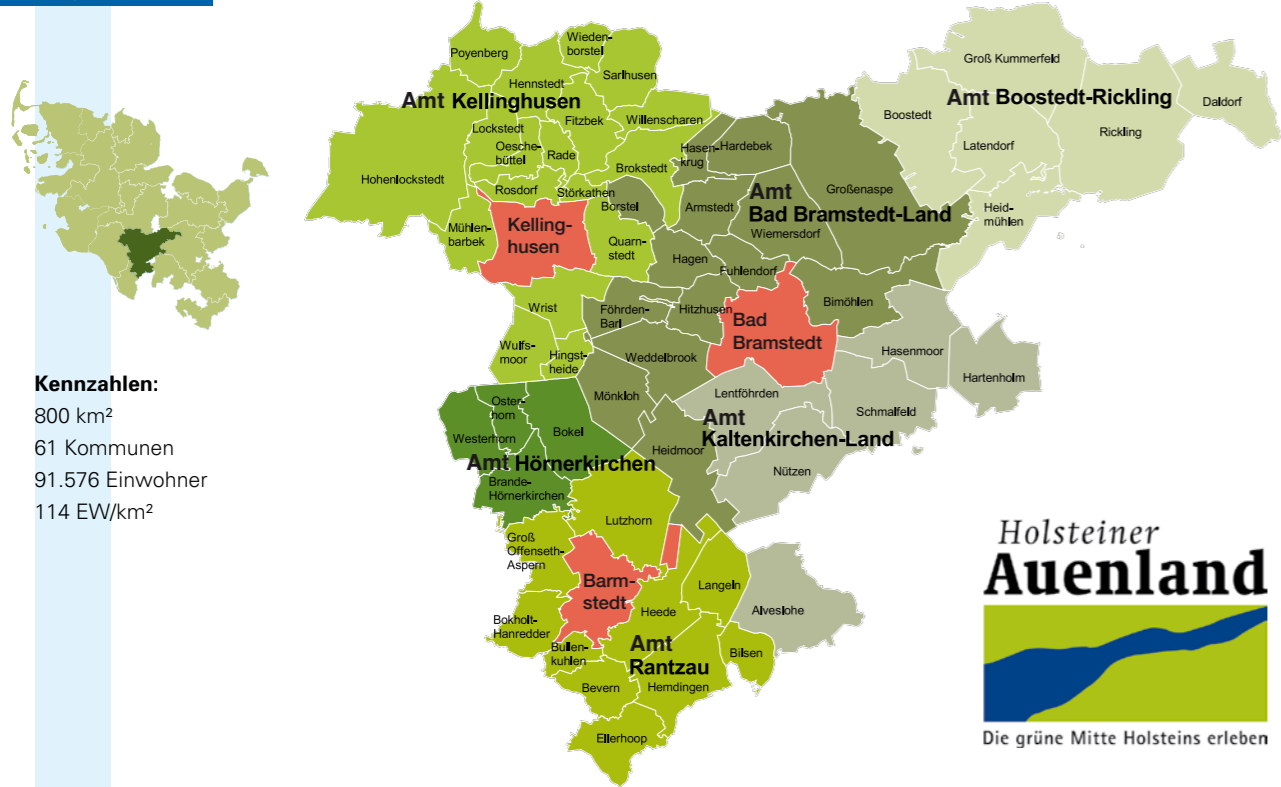 Poyenberg
Wieden-
borstel
Hennstedt
Sarlhusen
Amt Kellinghusen
Lockstedt
Fitzbek
Willenscharen
Oesche-
büttel
Rade
Brokstedt
Hohenlockstedt
Rosdorf
Störkathen
Mühlen-
barbek
Kelling-
husen
Quarn-
stedt
Wrist
Wulfs-
moor
Hingst-
heide
Groß Kummerfeld
Amt Boostedt-Rickling
Boostedt
Daldorf
Rickling
Latendorf
Heid-
mühlen
Hasen-
krug
Hardebek
Borstel
Armstedt
Großenaspe
Amt
Bad Bramstedt-Land
Wiemersdorf
Hagen
Fuhlendorf
Föhrden-
Barl
Hitzhusen
Bimöhlen
Bad
Bramstedt
Weddelbrook
Mönkloh
Heidmoor
Hasenmoor
Hartenholm
Lentföhrden
Schmalfeld
Amt
Kaltenkirchen-Land
Nützen
Alveslohe
Oster-
horn
Westerhorn
Bokel
Amt Hörnerkirchen
Brande-
Hörnerkirchen
Lutzhorn
Groß
Offenseth-
Aspern
Barm-
stedt
Langeln
Heede
Bokholt-
Hanredder
Bullen-
kuhlen
Amt
Rantzau
Bilsen
Bevern
Hemdingen
Ellerhoop
Kennzahlen:
800 km²
61 Kommunen
91.576 Einwohner
114 EW/km²
Holsteiner
Auenland
Die grüne Mitte Holsteins erleben